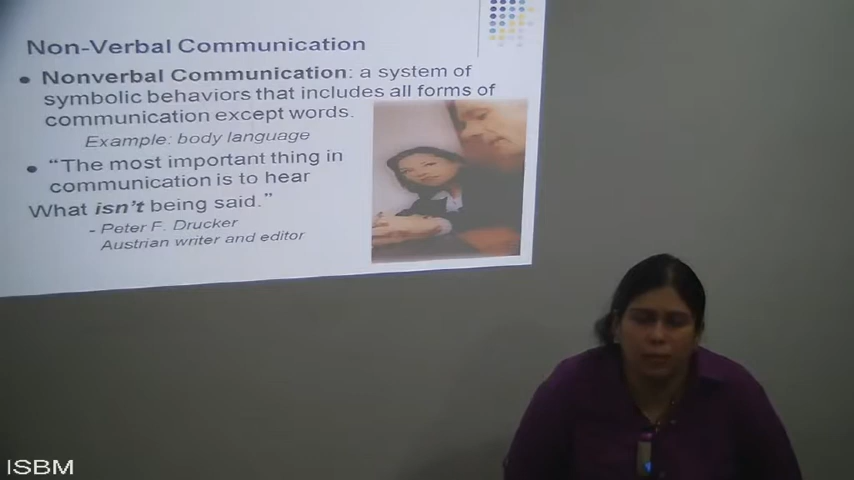 Non-Verbal Communication
● Nonverbal Communication: a system of
symbolic behaviors that includes all forms of
communication except words.
Example: body language
● “The most important thing in
communication is to hear
What isn't being said.”
- Peter F. Drucker
Austrian writer and editor
ISBM